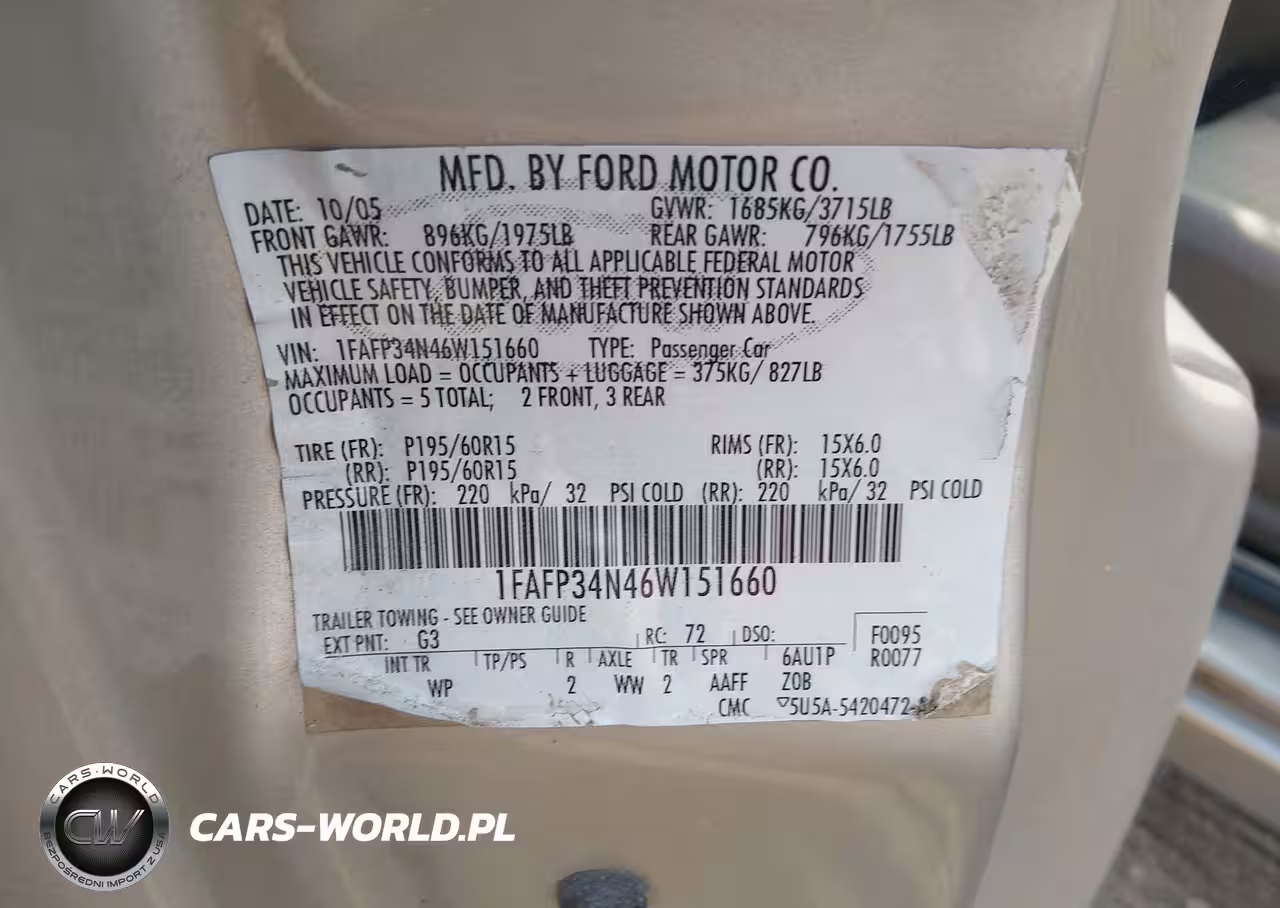 MFD. BY FORD MOTOR CO.
DATE: 10/05 GVWR: 1685KG/3715LB
FRONT GAWR: 896KG/1975LB REAR GAWR: 796KG/1755LB
THIS VEHICLE CONFORMS TO ALL APPLICABLE FEDERAL MOTOR
VEHICLE SAFETY, BUMPER, AND THEFT PREVENTION STANDARDS
IN EFFECT ON THE DATE OF MANUFACTURE SHOWN ABOVE.
VIN: 1FAFP34N46W151660 TYPE: Passenger Car
MAXIMUM LOAD = OCCUPANTS + LUGGAGE = 375KG/ 827LB
OCCUPANTS = 5 TOTAL; 2 FRONT, 3 REAR
TIRE (FR): P195/60R15 RIMS (FR): 15X6.0
(RR): P195/60R15 (RR): 15X6.0
PRESSURE (FR): 220 kPa/ 32 PSI COLD (RR): 220 kPa/ 32 PSI COLD
1FAFP34N46W151660
TRAILER TOWING - SEE OWNER GUIDE
EXT PNT: G3 RC: 72 DSO: F0095
INT TR TP/PS R AXLE TR SPR 6AU1P R0077
WP 2 WW 2 AAFF Z0B
CMC 5U5A-5420472-
CARS-WORLD
CW
BEZPOŚREDNI IMPORT Z USA
CARS-WORLD.PL